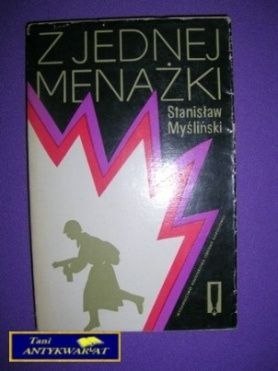 Z JEDNEJ
MENAŻKI
Stanisław
Myśliński
Tani
ANTYKWARIAT